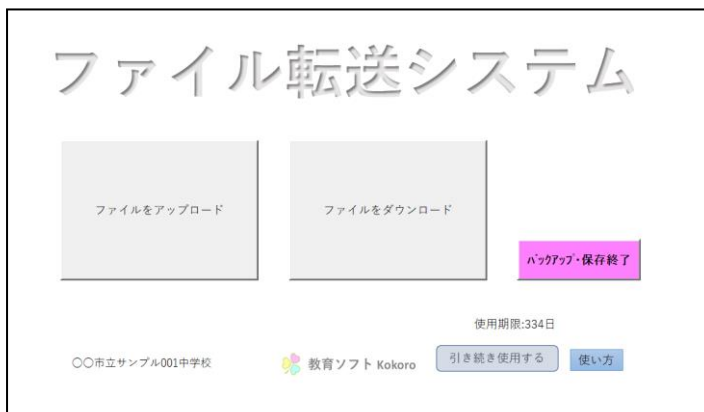 ファイル転送システム
ファイルをアップロード
ファイルをダウンロード
バックアップ・保存終了
使用期限:334日
〇〇市立サンプル001中学校
教育ソフト Kokoro
引き続き使用する
使い方